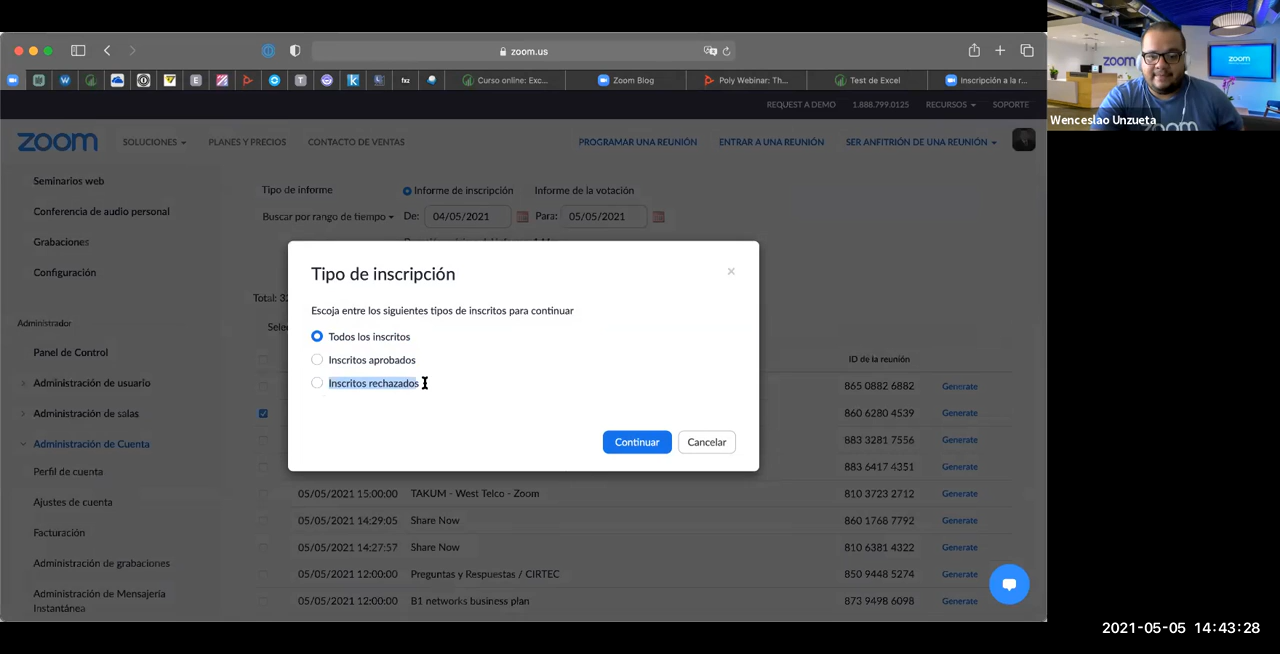 zoom.us
Curso online: Exc...
Zoom Blog
Poly Webinar: Th...
Test de Excel
Inscripción a la r...
zoom
zoom
zoom
Wenceslao Unzueta
REQUEST A DEMO 1.888.799.0125 RECURSOS SOPORTE
zoom SOLUCIONES PLANES Y PRECIOS CONTACTO DE VENTAS PROGRAMAR UNA REUNIÓN ENTRAR A UNA REUNIÓN SER ANFITRIÓN DE UNA REUNIÓN
Seminarios web
Conferencia de audio personal
Grabaciones
Configuración
Administrador
Panel de Control
Administración de usuario
Administración de salas
Administración de Cuenta
Perfil de cuenta
Ajustes de cuenta
Facturación
Administración de grabaciones
Administración de Mensajería
Instantánea
Tipo de informe Informe de inscripción Informe de la votación
Buscar por rango de tiempo De: 04/05/2021 Para: 05/05/2021
Total: 32
Tipo de inscripción
Escoja entre los siguientes tipos de inscritos para continuar
Todos los inscritos
Inscritos aprobados
Inscritos rechazados
Continuar Cancelar
ID de la reunión
865 0882 6882 Generate
860 6280 4539 Generate
883 3281 7556 Generate
883 6417 4351 Generate
05/05/2021 15:00:00 TAKUM - West Telco - Zoom 810 3723 2712 Generate
05/05/2021 14:29:05 Share Now 860 1768 7792 Generate
05/05/2021 14:27:57 Share Now 810 6381 4322 Generate
05/05/2021 12:00:00 Preguntas y Respuestas / CIRTEC 850 9448 5274 Generate
05/05/2021 12:00:00 B1 networks business plan 873 9498 6098 Generate
2021-05-05 14:43:28